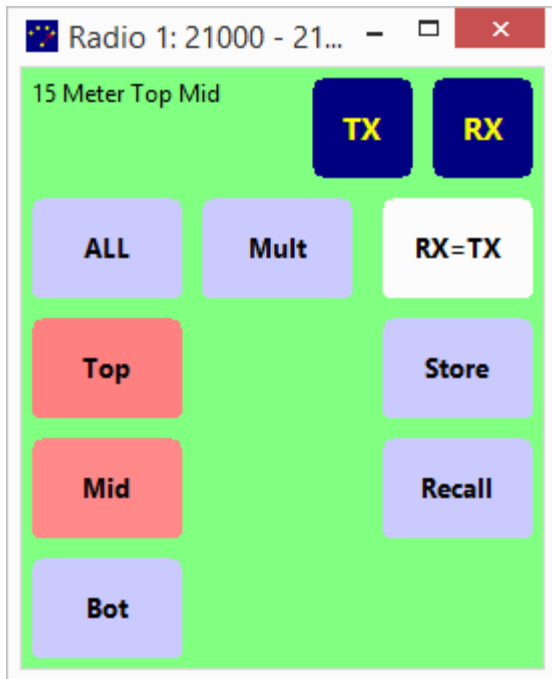 Radio 1: 21000 - 21...
15 Meter Top Mid
TX RX
ALL Mult RX=TX
Top Store
Mid Recall
Bot